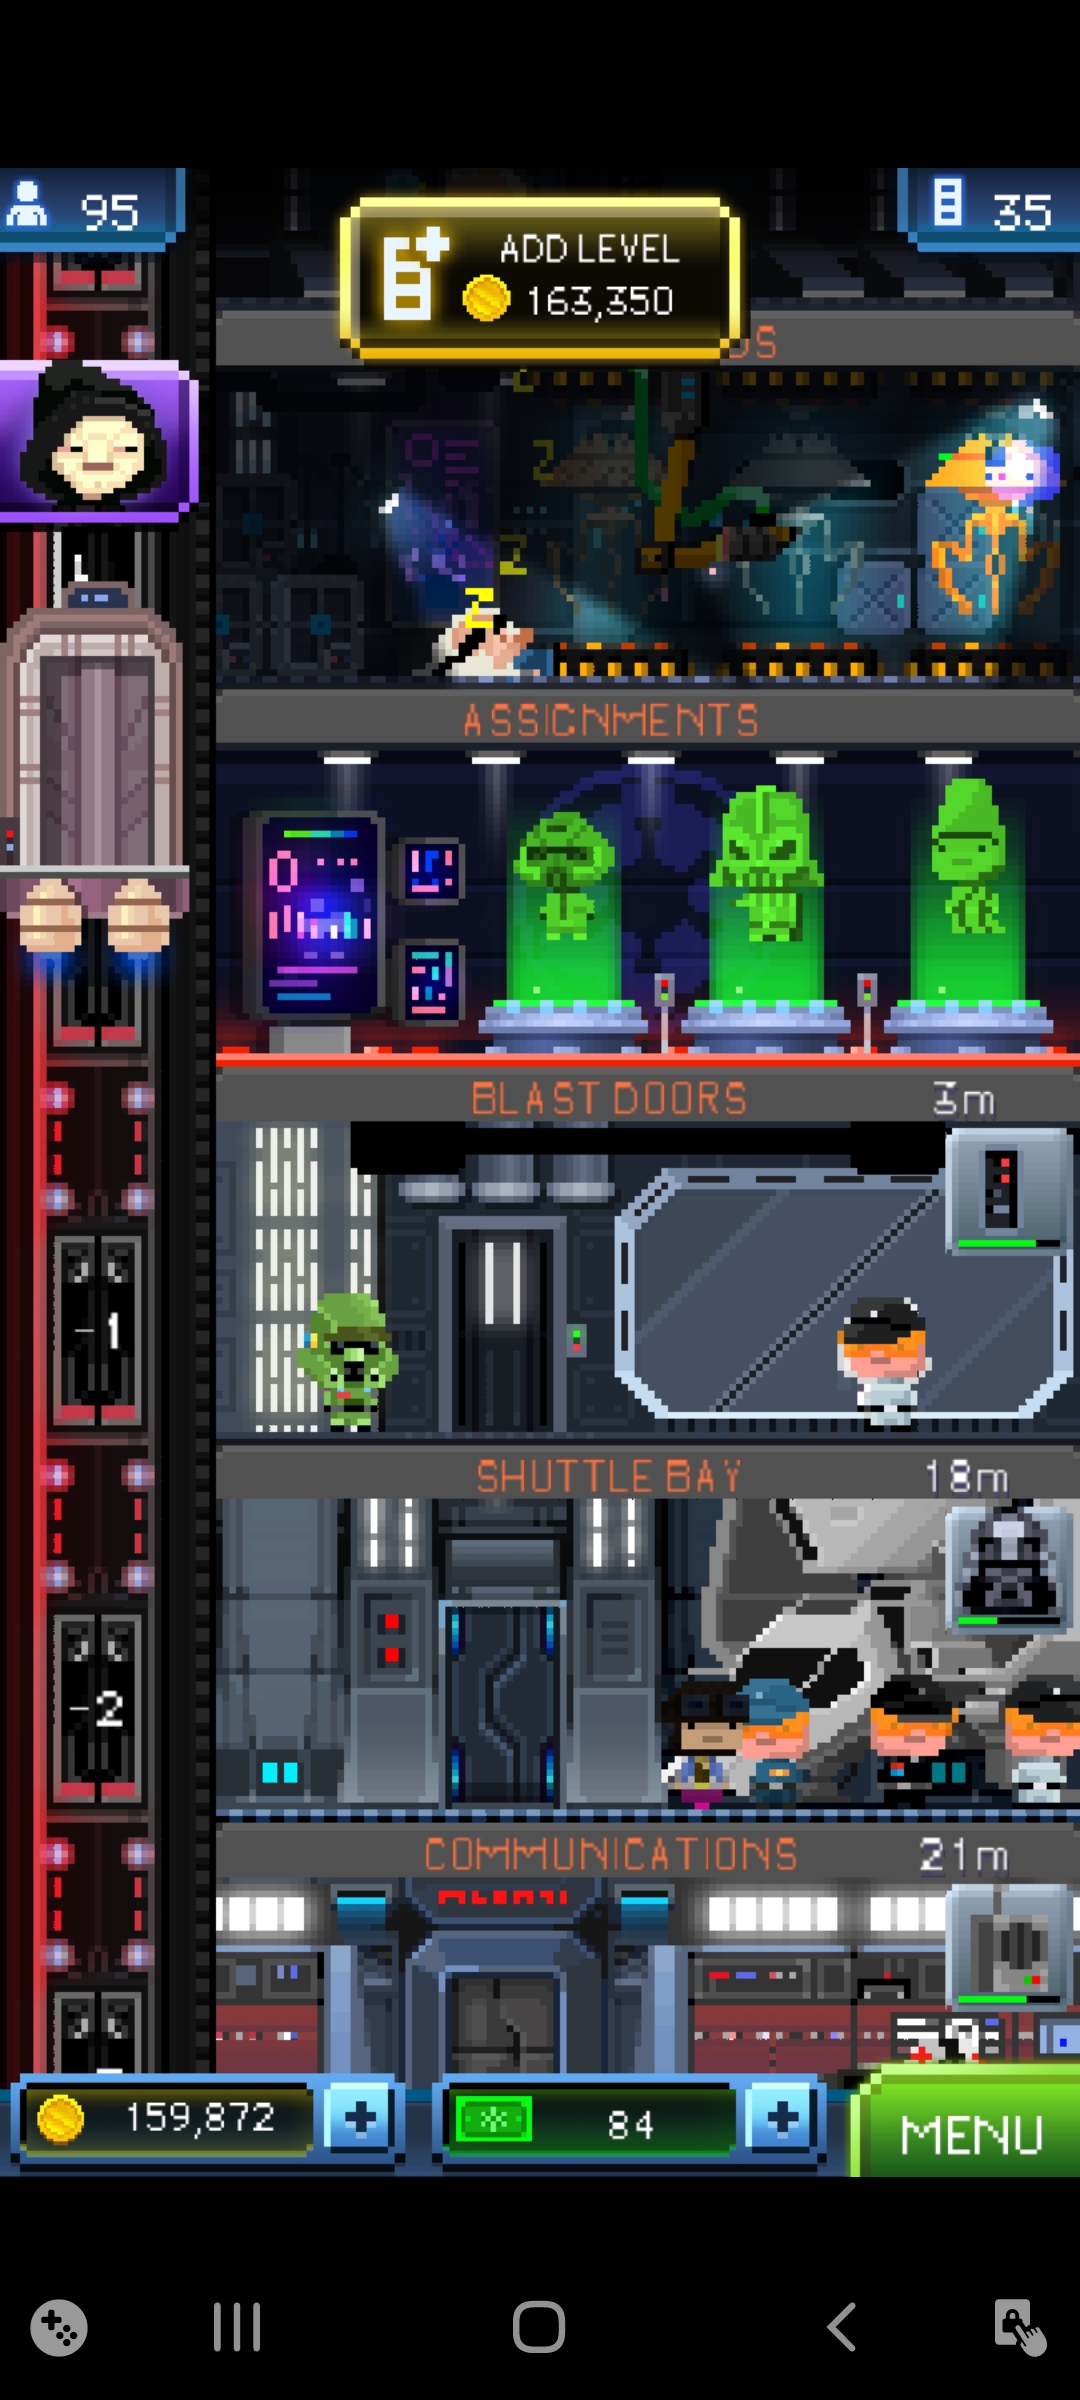 95
ADD LEVEL
163,350
35
ASSIGNMENTS
BLAST DOORS
3m
-1
SHUTTLE BAY
18m
-2
COMMUNICATIONS
21m
159,872
84
MENU